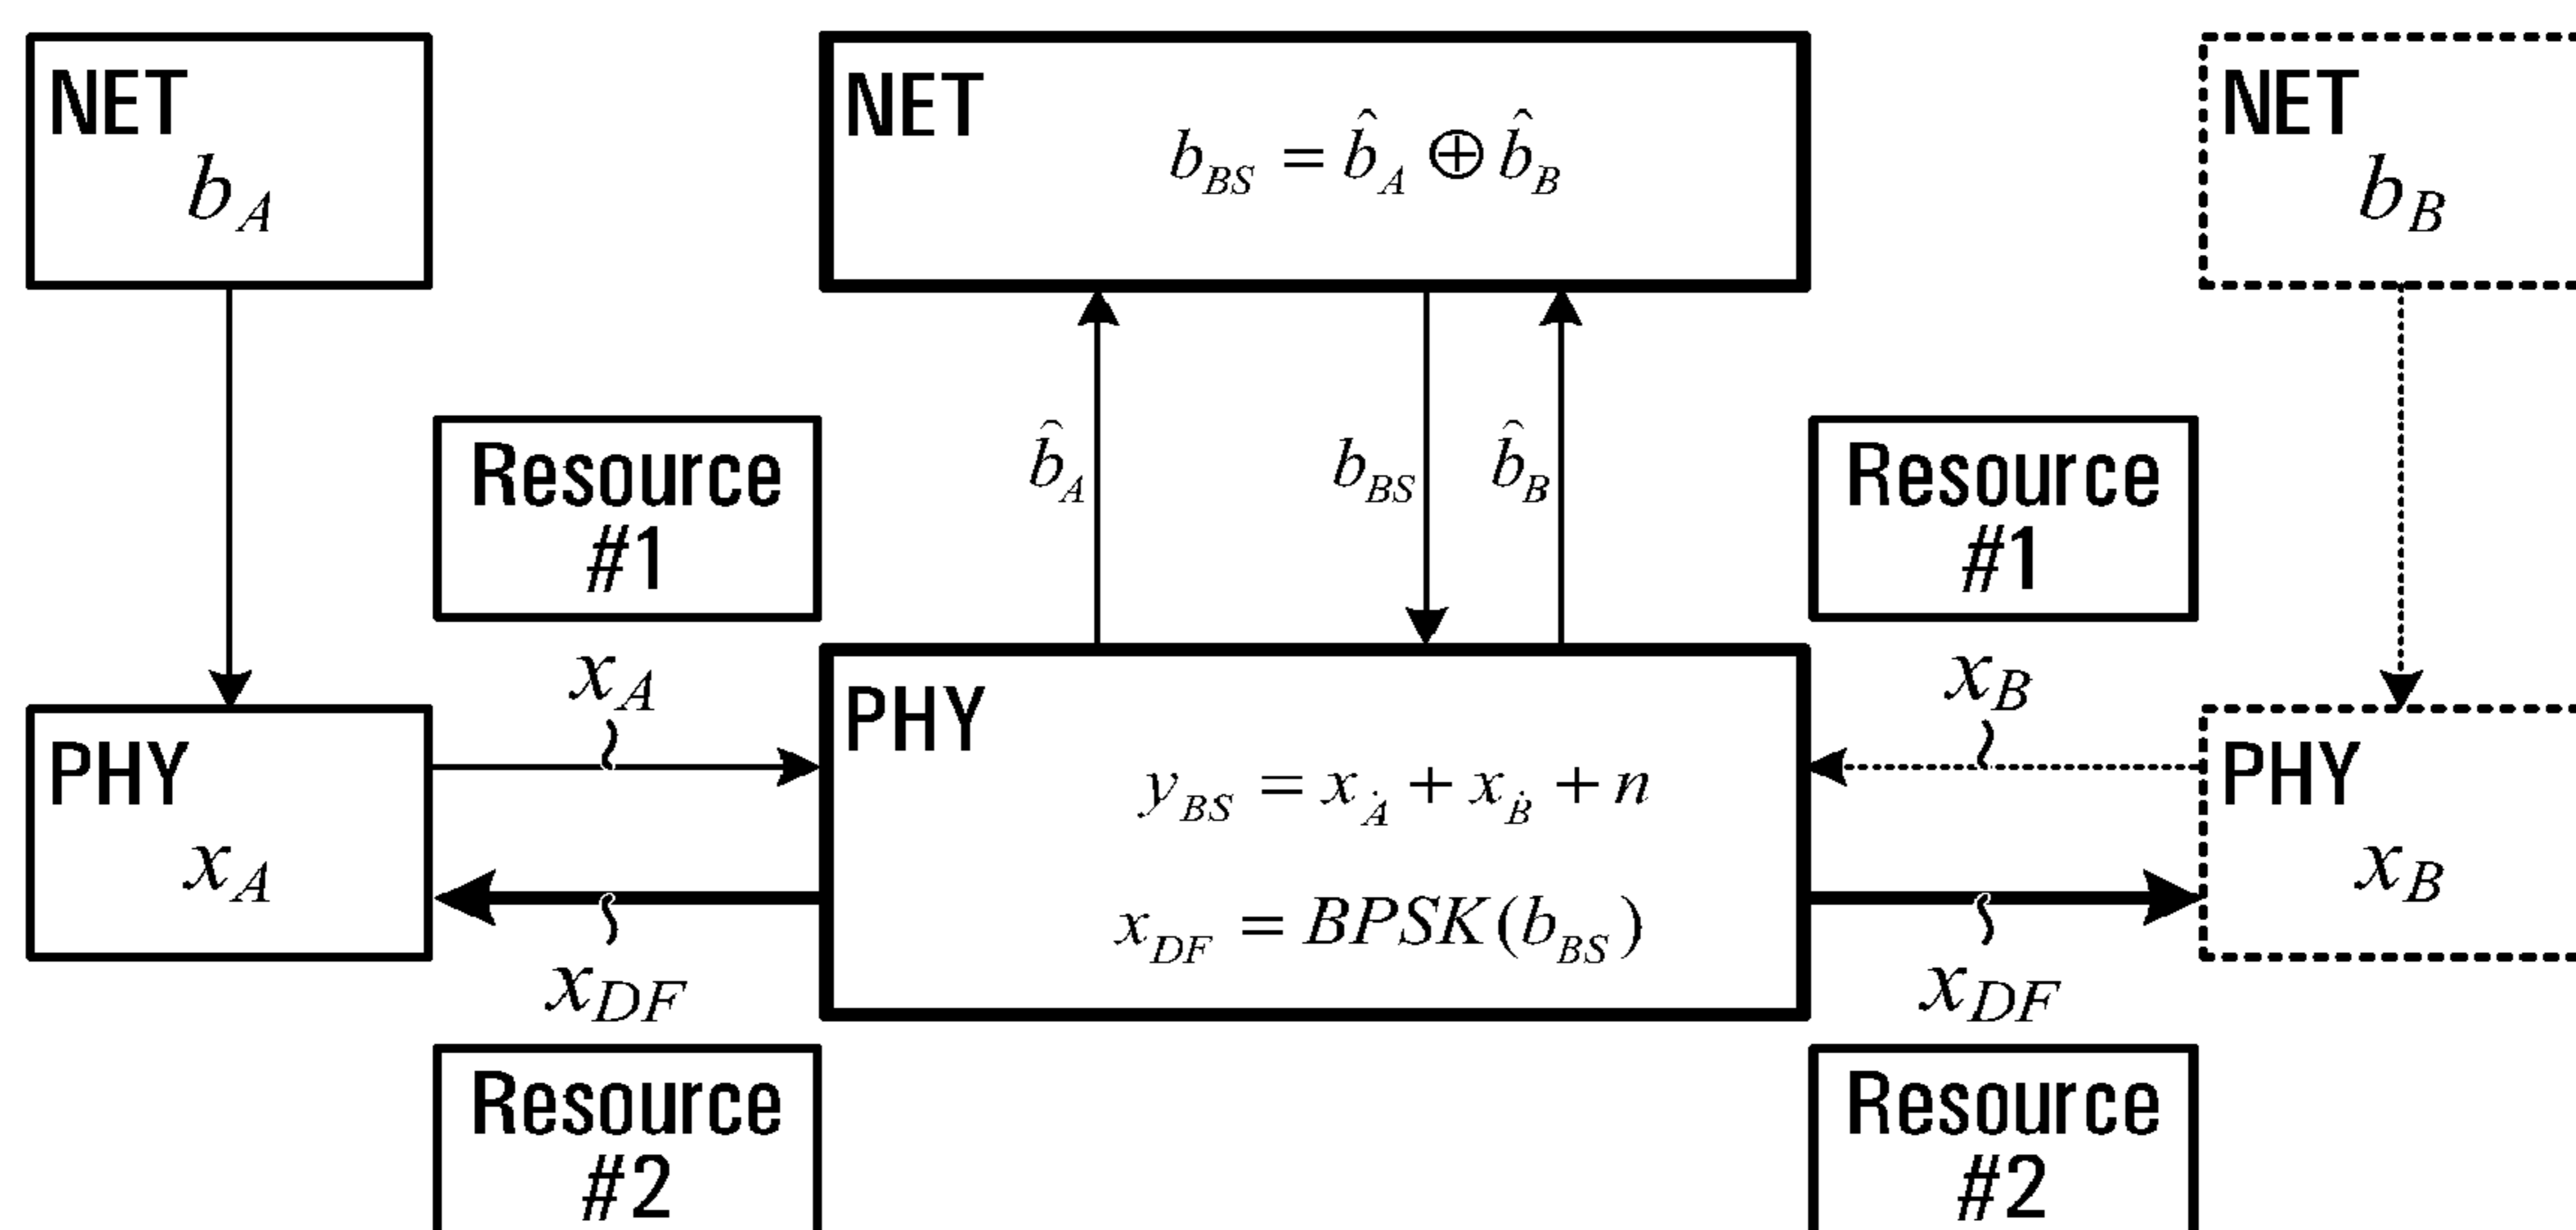 NET
b_A
NET
b_BS = b̂_A ⊕ b̂_B
NET
b_B
Resource
#1
b̂_A
b_BS
b̂_B
Resource
#1
x_A
x_B
PHY
x_A
PHY
y_BS = x_Ȧ + x_Ḃ + n
x_DF = BPSK(b_BS)
PHY
x_B
x_DF
x_DF
Resource
#2
Resource
#2